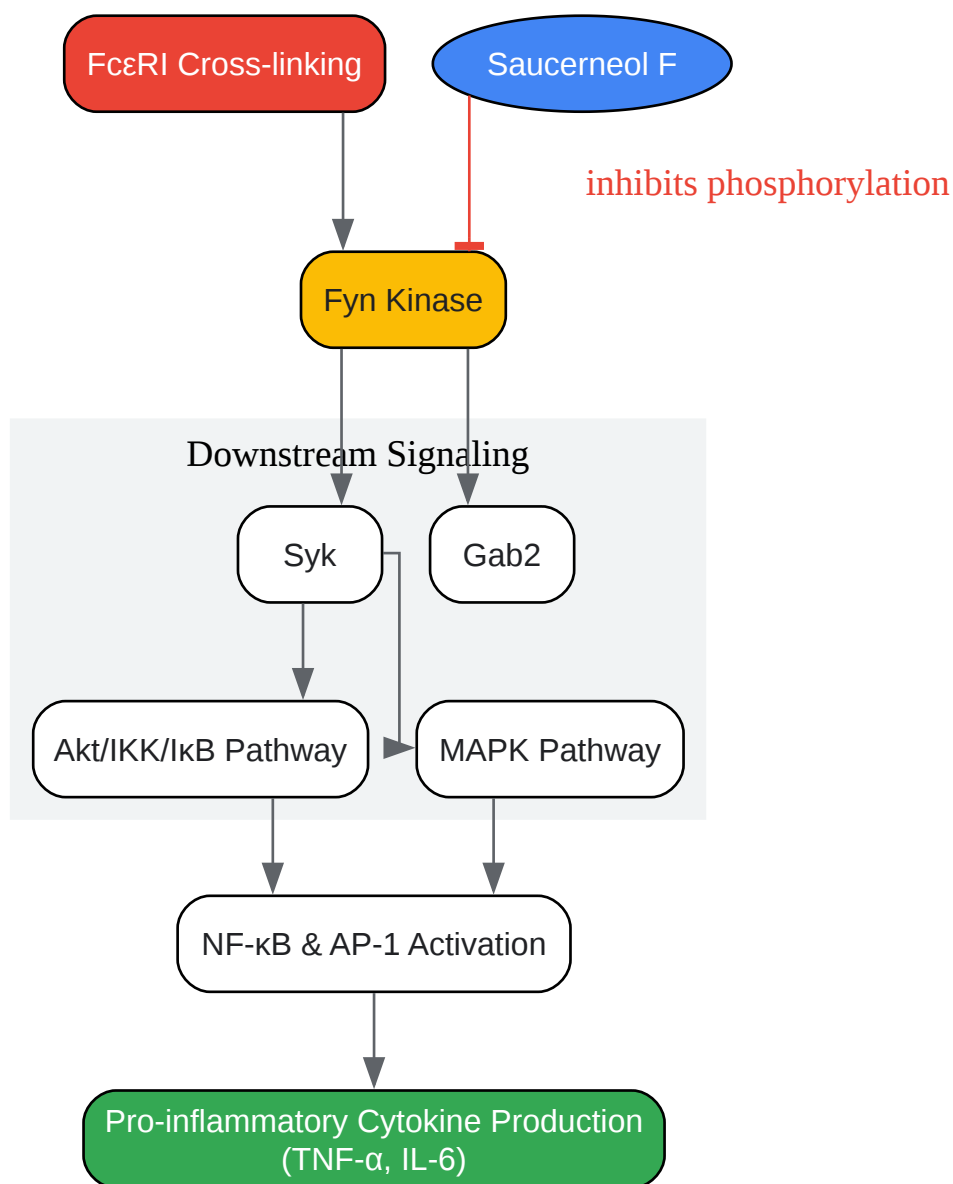 FcεRI Cross-linking
Saucerneol F
inhibits phosphorylation
Fyn Kinase
Downstream Signaling
Syk
Gab2
Akt/IKK/IκB Pathway
MAPK Pathway
NF-κB & AP-1 Activation
Pro-inflammatory Cytokine Production
(TNF-α, IL-6)